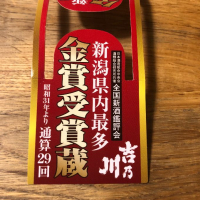 全国新酒鑑評会
新潟県内最多
金賞受賞蔵
昭和31年より
通算29回
吉乃川